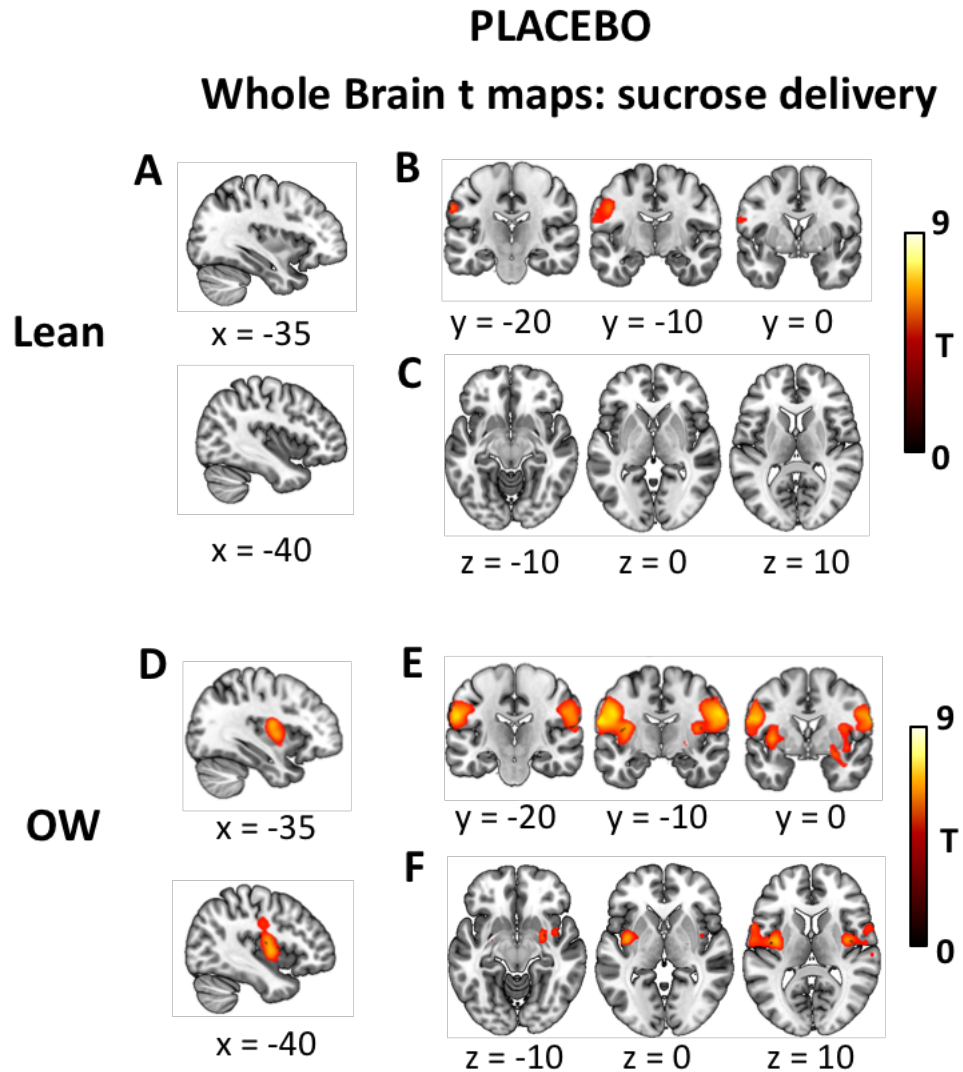 PLACEBO
Whole Brain t maps: sucrose delivery
A
B
9
T
0
Lean
x = -35
y = -20 y = -10 y = 0
C
x = -40
z = -10 z = 0 z = 10
D
E
9
T
0
OW
x = -35
y = -20 y = -10 y = 0
F
x = -40
z = -10 z = 0 z = 10